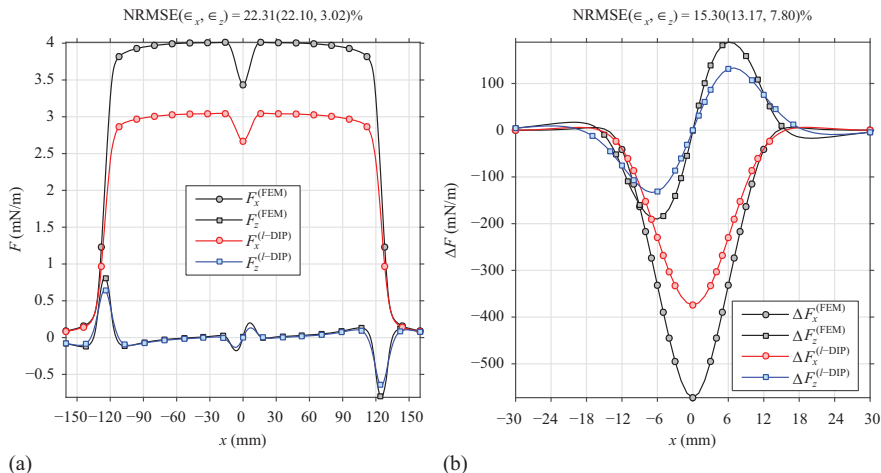 NRMSE(∈x, ∈z) = 22.31(22.10, 3.02)%
4
3.5
3
2.5
2
1.5
1
0.5
0
−0.5
F (mN/m)
Fx(FEM)
Fz(FEM)
Fx(l−DIP)
Fz(l−DIP)
−150 −120 −90 −60 −30 0 30 60 90 120 150
x (mm)
(a)
NRMSE(∈x, ∈z) = 15.30(13.17, 7.80)%
100
0
−100
−200
−300
−400
−500
ΔF (mN/m)
ΔFx(FEM)
ΔFz(FEM)
ΔFx(l−DIP)
ΔFz(l−DIP)
−30 −24 −18 −12 −6 0 6 12 18 24 30
x (mm)
(b)